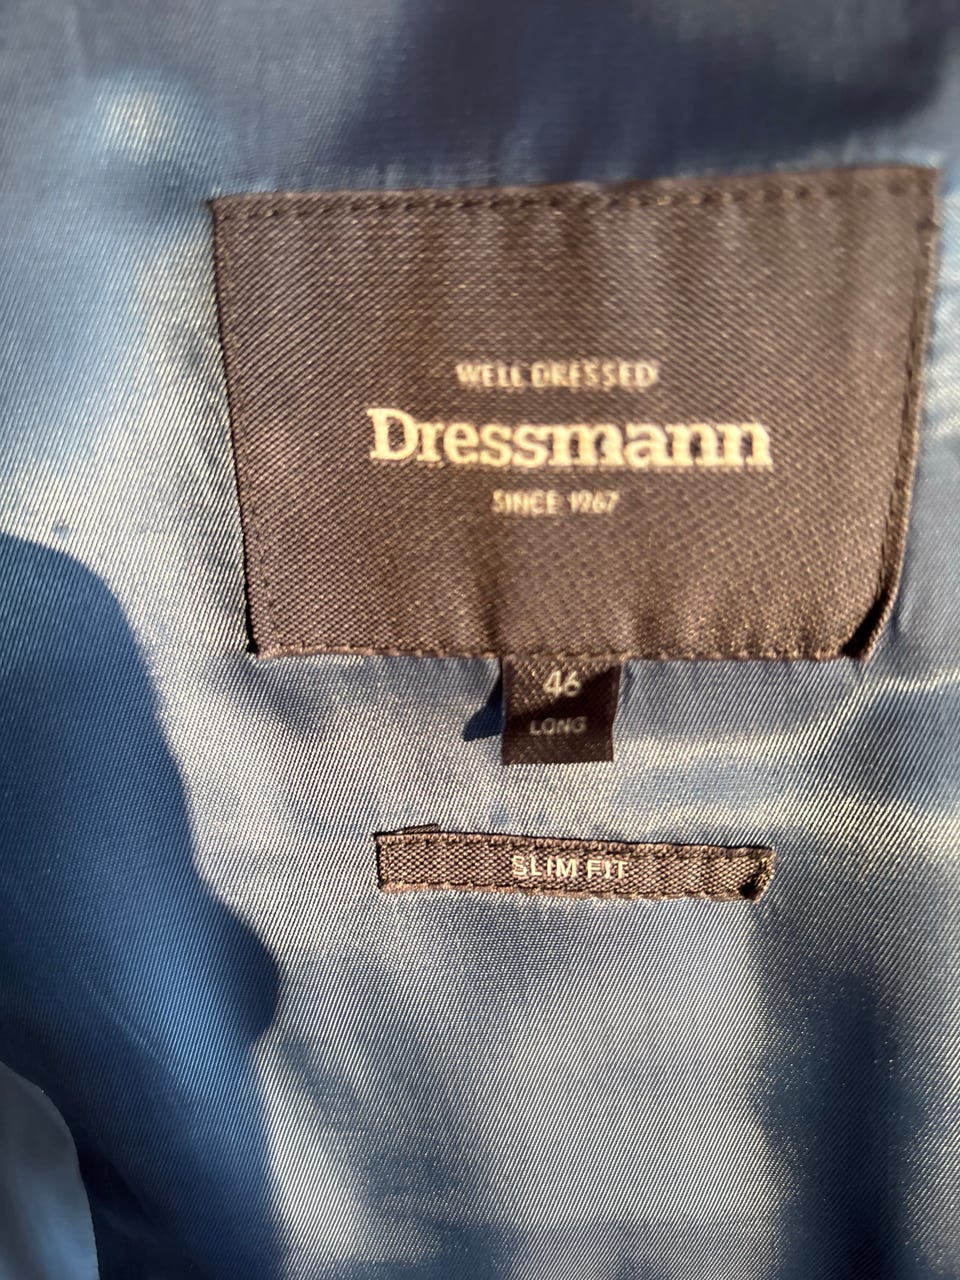 WELL DRESSED
Dressmann
SINCE 1967
46
LONG
SLIM FIT